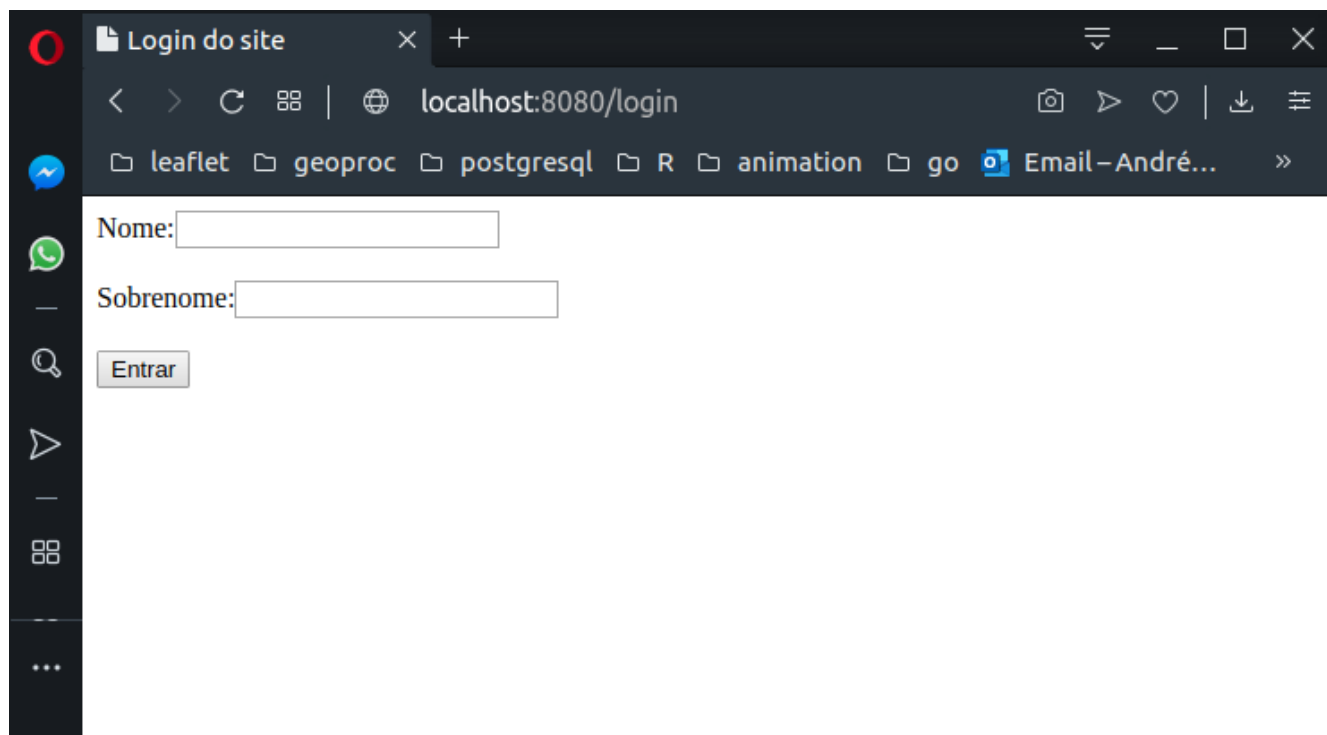 Login do site
localhost:8080/login
leaflet geoproc postgresql R animation go Email – André...
Nome:
Sobrenome:
Entrar